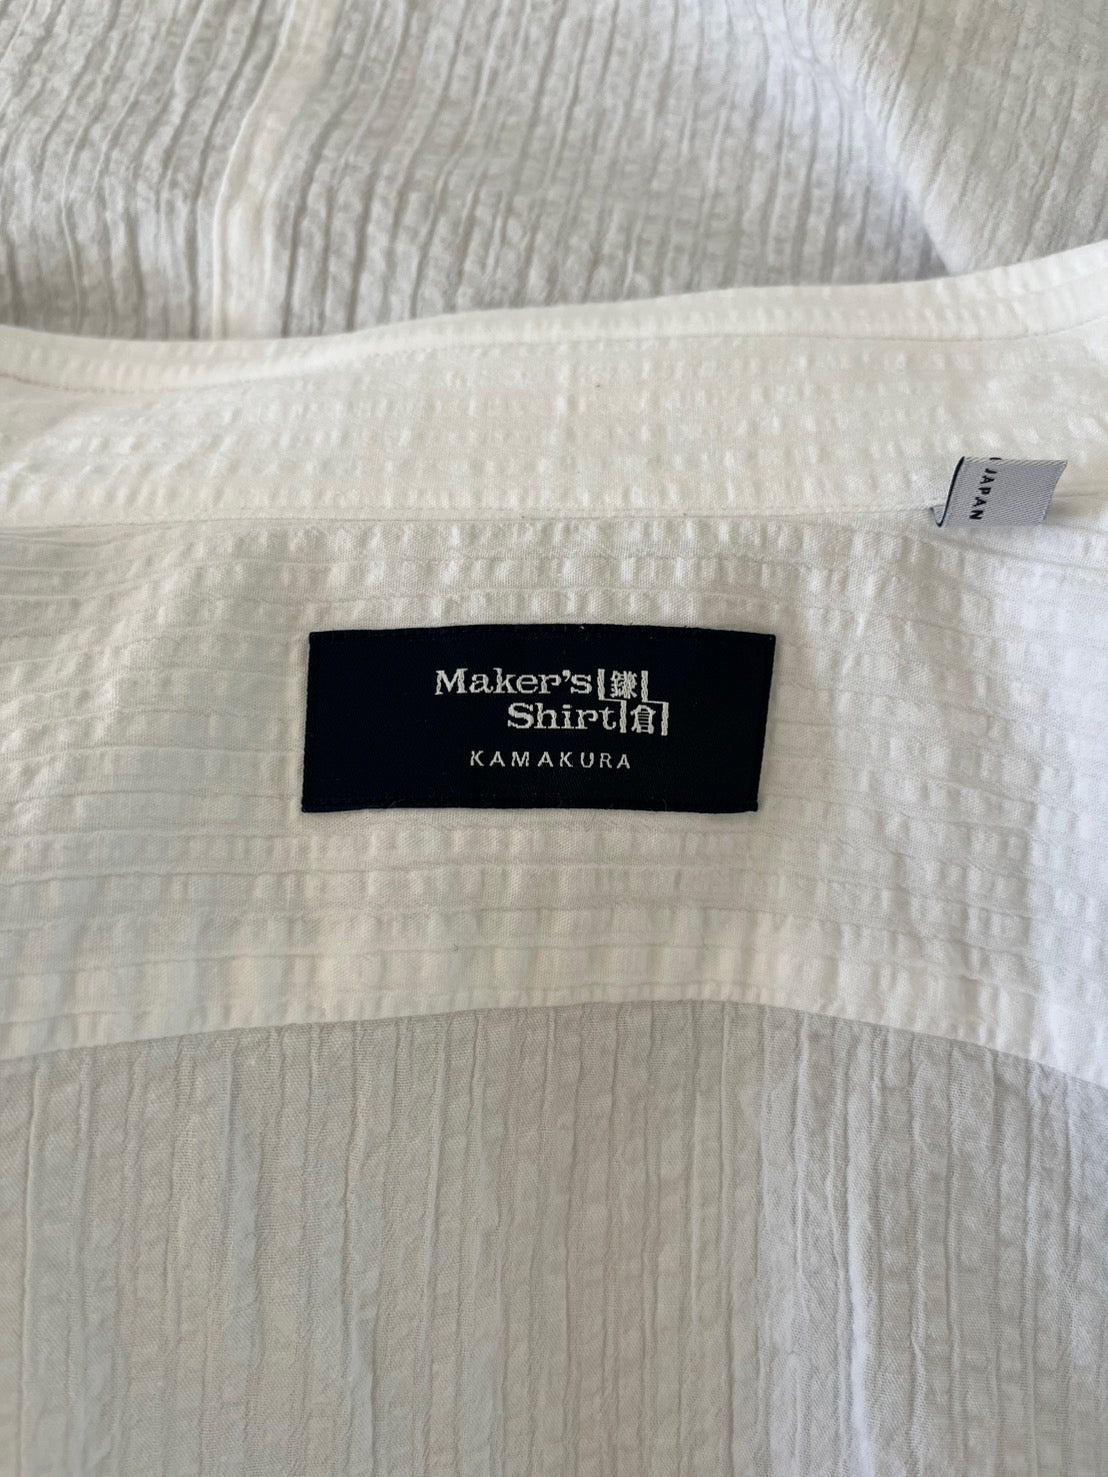 Maker's 鎌
Shirt 倉
KAMAKURA
JAPAN